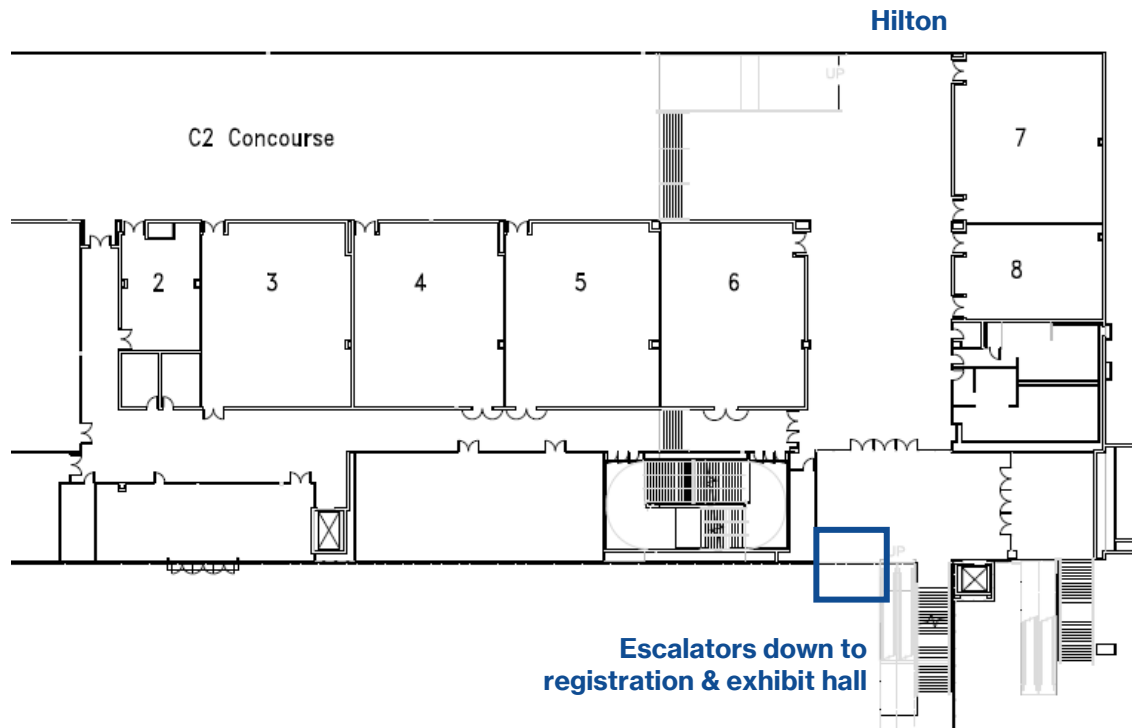 Hilton
UP
C2 Concourse
7
2
3
4
5
6
8
UP
Escalators down to
registration & exhibit hall